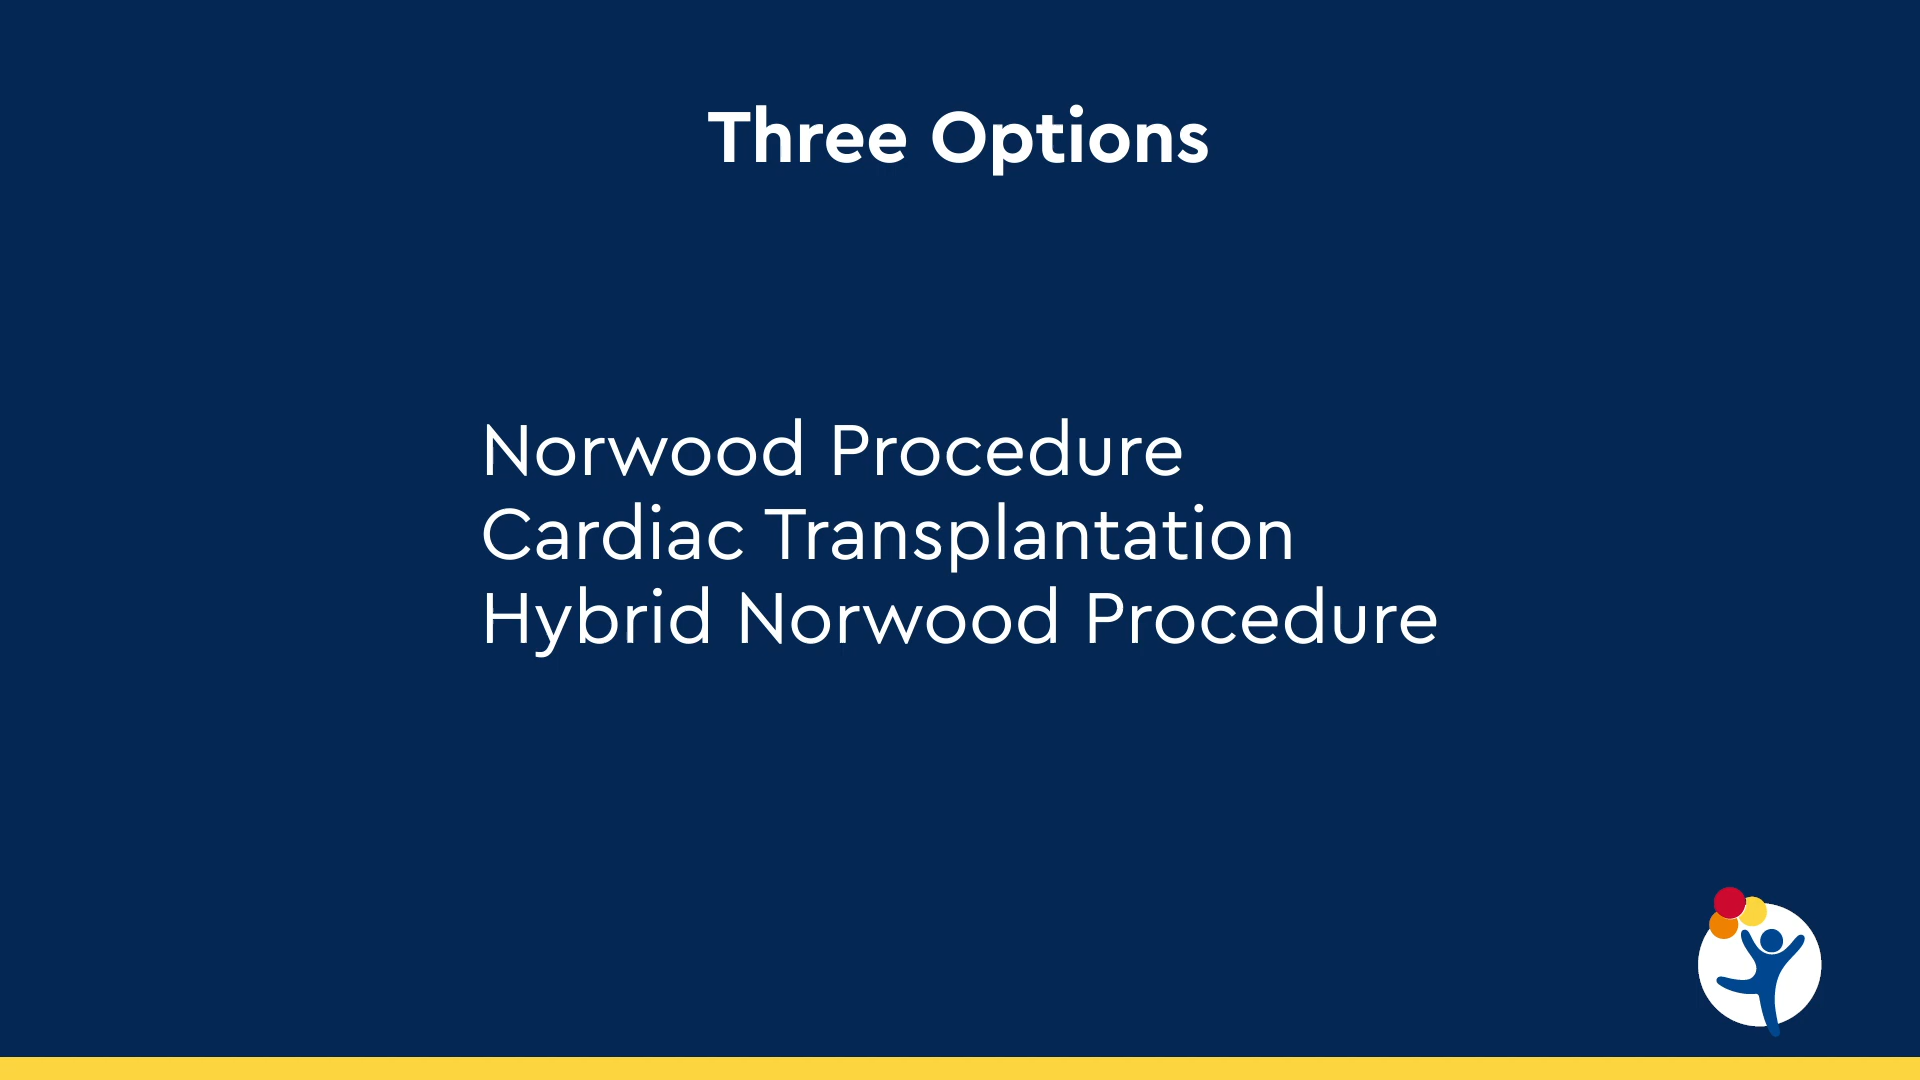 Three Options
Norwood Procedure
Cardiac Transplantation
Hybrid Norwood Procedure